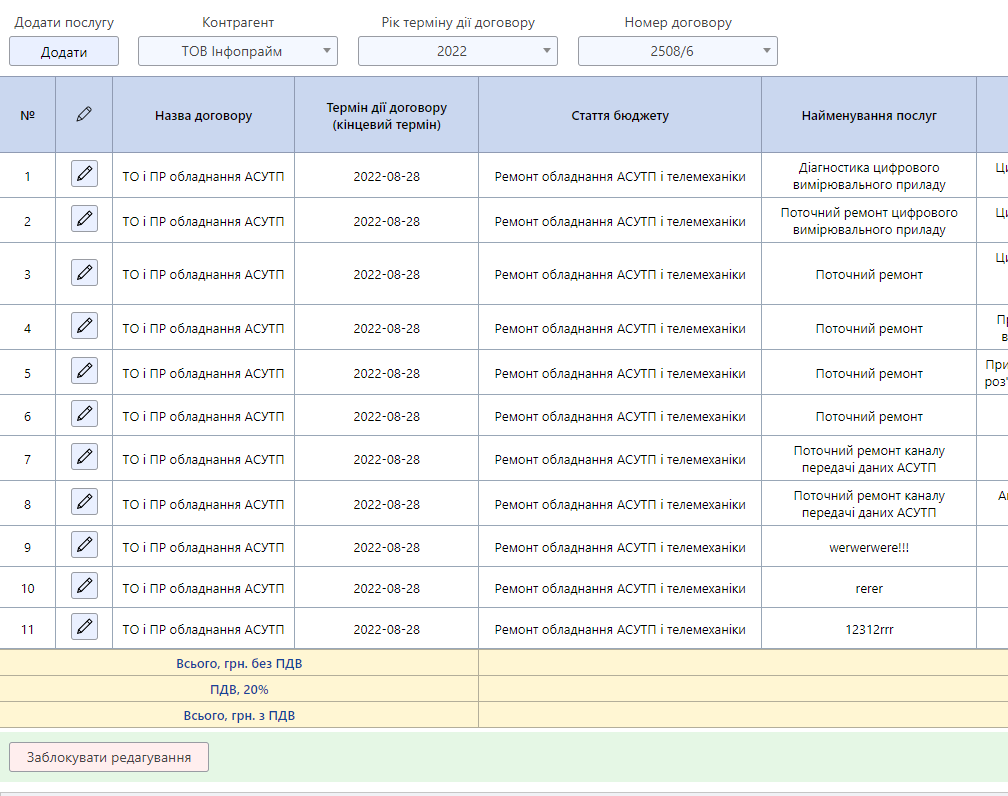 Додати послугу Контрагент Рік терміну дії договору Номер договору
Додати ТОВ Інфопрайм 2022 2508/6
№ Назва договору Термін дії договору (кінцевий термін) Стаття бюджету Найменування послуг
1 ТО і ПР обладнання АСУТП 2022-08-28 Ремонт обладнання АСУТП і телемеханіки Діагностика цифрового
вимірювального приладу
2 ТО і ПР обладнання АСУТП 2022-08-28 Ремонт обладнання АСУТП і телемеханіки Поточний ремонт цифрового
вимірювального приладу
3 ТО і ПР обладнання АСУТП 2022-08-28 Ремонт обладнання АСУТП і телемеханіки Поточний ремонт
4 ТО і ПР обладнання АСУТП 2022-08-28 Ремонт обладнання АСУТП і телемеханіки Поточний ремонт
5 ТО і ПР обладнання АСУТП 2022-08-28 Ремонт обладнання АСУТП і телемеханіки Поточний ремонт
6 ТО і ПР обладнання АСУТП 2022-08-28 Ремонт обладнання АСУТП і телемеханіки Поточний ремонт
7 ТО і ПР обладнання АСУТП 2022-08-28 Ремонт обладнання АСУТП і телемеханіки Поточний ремонт каналу
передачі даних АСУТП
8 ТО і ПР обладнання АСУТП 2022-08-28 Ремонт обладнання АСУТП і телемеханіки Поточний ремонт каналу
передачі даних АСУТП
9 ТО і ПР обладнання АСУТП 2022-08-28 Ремонт обладнання АСУТП і телемеханіки werwerwere!!!
10 ТО і ПР обладнання АСУТП 2022-08-28 Ремонт обладнання АСУТП і телемеханіки rerer
11 ТО і ПР обладнання АСУТП 2022-08-28 Ремонт обладнання АСУТП і телемеханіки 12312rrr
Всього, грн. без ПДВ
ПДВ, 20%
Всього, грн. з ПДВ
Заблокувати редагування